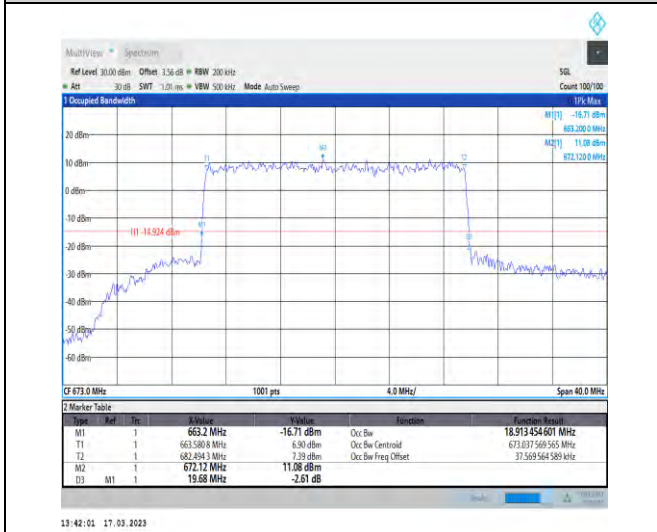 MultiView Spectrum
Ref Level 30.00 dBm Offset 3.56 dB RBW 200 kHz SGL
Att 30 dB SWT 1.01 ms VBW 500 kHz Mode Auto Sweep Count 100/100
1 Occupied Bandwidth 1Pk Max
M1[1] -16.71 dBm
663.200 0 MHz
M2[1] 11.08 dBm
672.120 0 MHz
20 dBm
10 dBm
0 dBm
-10 dBm
H1 -14.924 dBm
-20 dBm
-30 dBm
-40 dBm
-50 dBm
-60 dBm
T1 M2 T2
M1 D3
CF 673.0 MHz 1001 pts 4.0 MHz/ Span 40.0 MHz
2 Marker Table
Type Ref Trc X-Value Y-Value Function Function Result
M1 1 663.2 MHz -16.71 dBm Occ Bw 18.913 454 601 MHz
T1 1 663.580 8 MHz 6.90 dBm Occ Bw Centroid 673.037 569 565 MHz
T2 1 682.494 3 MHz 7.39 dBm Occ Bw Freq Offset 37.569 564 589 kHz
M2 1 672.12 MHz 11.08 dBm
D3 M1 1 19.68 MHz -2.61 dB
13:42:01 17.03.2023